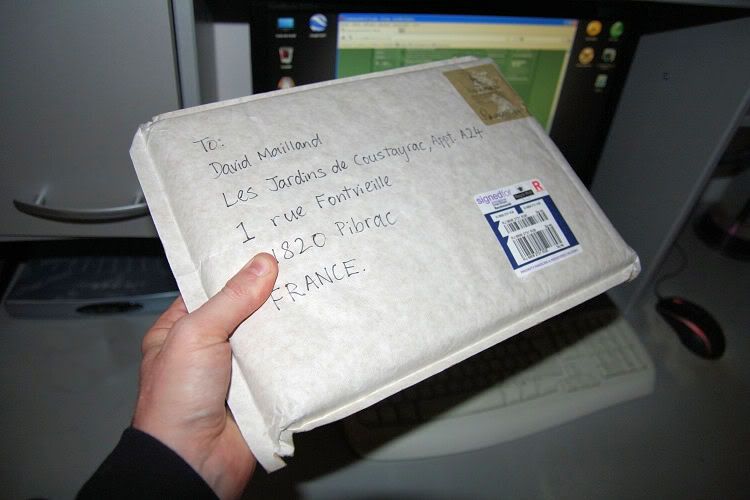 To:
David Mailland
Les Jardins de Coustayrac, Appt. A24
1 rue Fontvieille
1820 Pibrac
FRANCE.
signed for
R